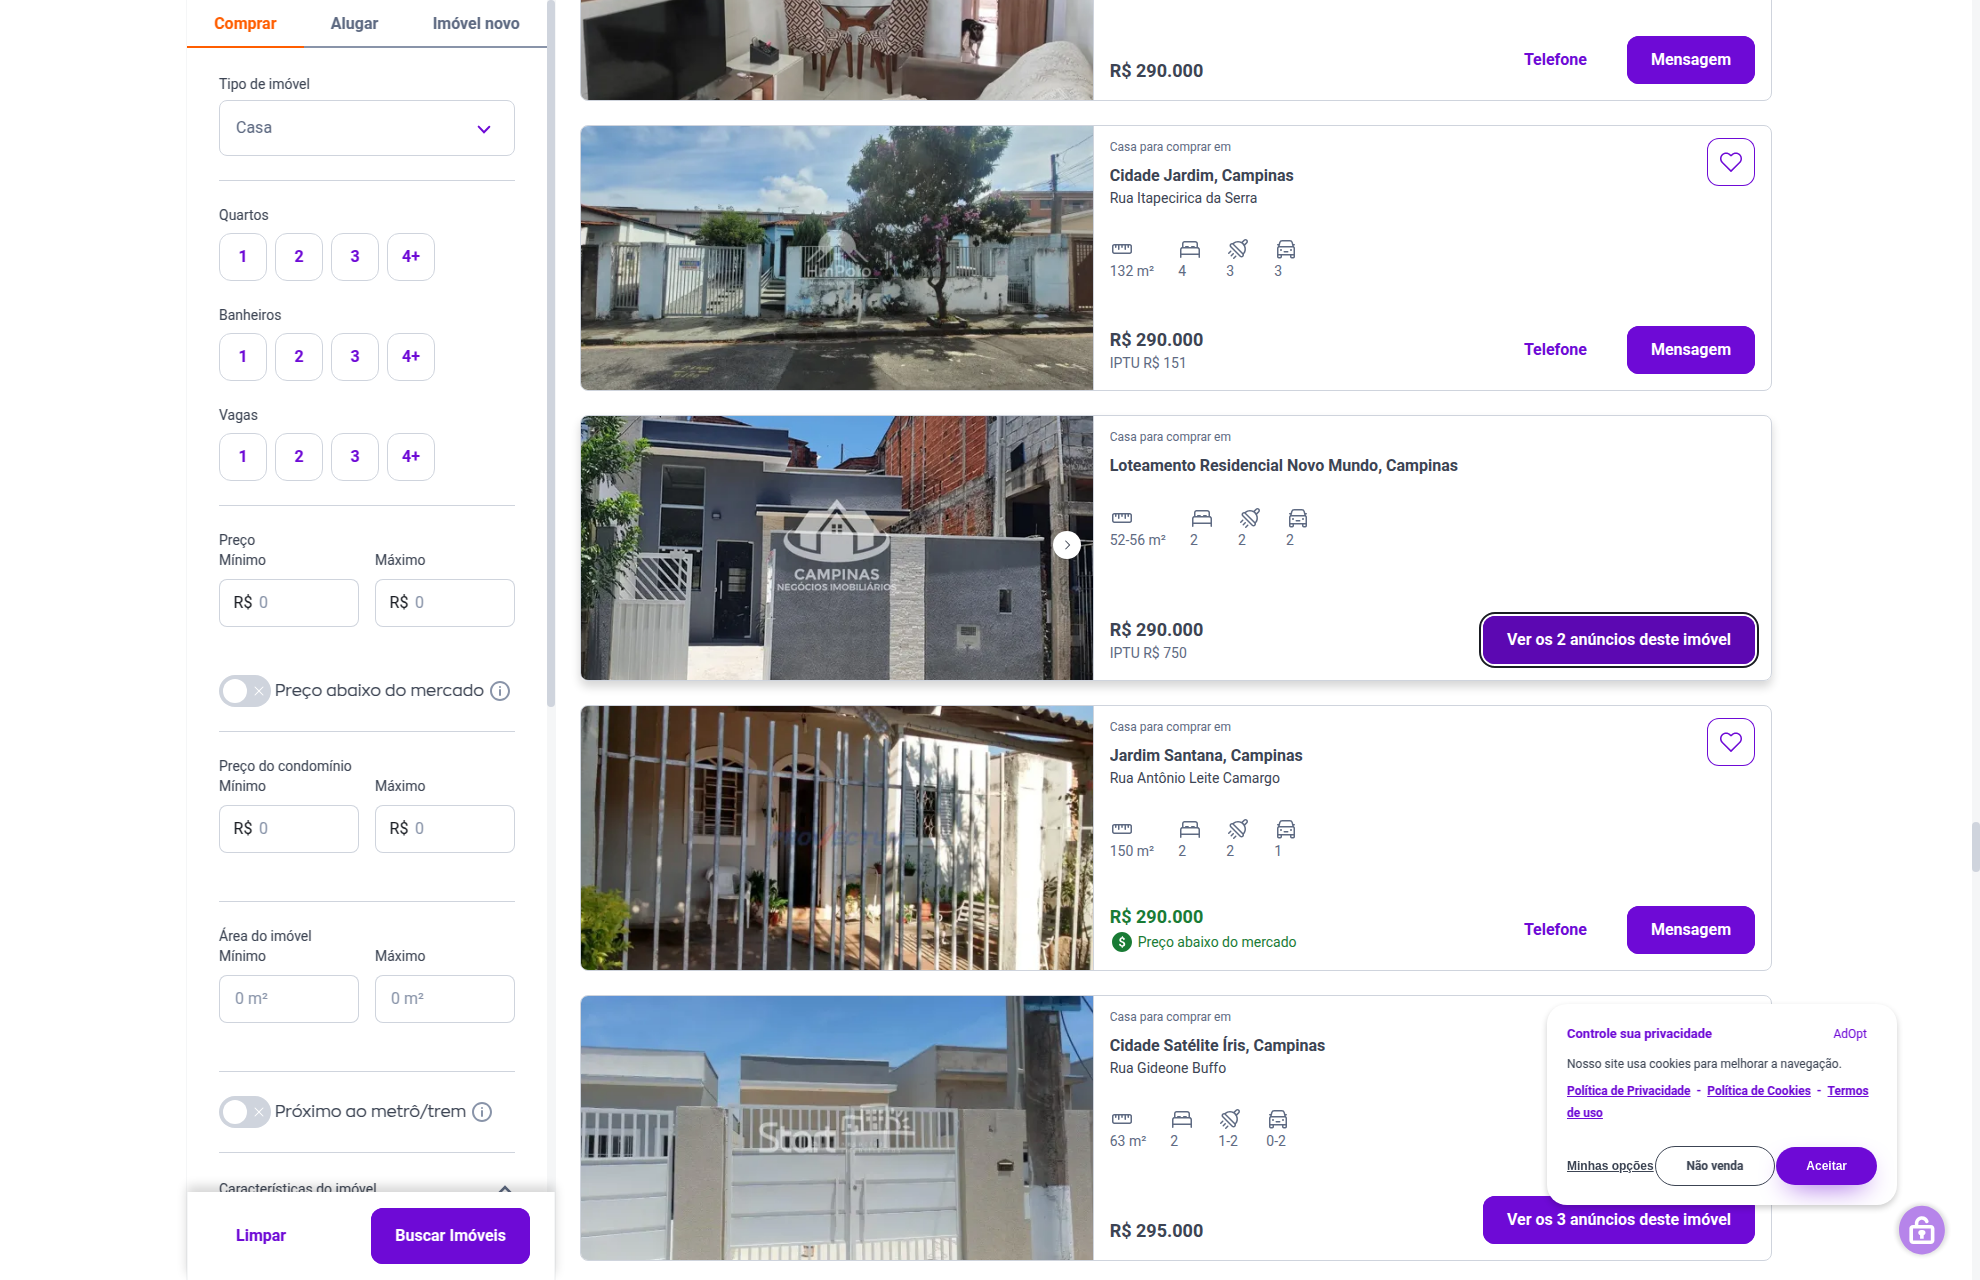 Comprar
Alugar
Imóvel novo
Tipo de imóvel
Casa
Quartos
1
2
3
4+
Banheiros
1
2
3
4+
Vagas
1
2
3
4+
Preço
Mínimo
Máximo
R$ 0
R$ 0
Preço abaixo do mercado
Preço do condomínio
Mínimo
Máximo
R$ 0
R$ 0
Área do imóvel
Mínimo
Máximo
0 m²
0 m²
Próximo ao metrô/trem
Características do imóvel
Limpar
Buscar Imóveis
R$ 290.000
Telefone
Mensagem
Casa para comprar em
Cidade Jardim, Campinas
Rua Itapecirica da Serra
132 m²
4
3
3
R$ 290.000
IPTU R$ 151
Telefone
Mensagem
HmPolo
Casa para comprar em
Loteamento Residencial Novo Mundo, Campinas
52-56 m²
2
2
2
R$ 290.000
IPTU R$ 750
Ver os 2 anúncios deste imóvel
CAMPINAS
NEGÓCIOS IMOBILIÁRIOS
Casa para comprar em
Jardim Santana, Campinas
Rua Antônio Leite Camargo
150 m²
2
2
1
R$ 290.000
Preço abaixo do mercado
Telefone
Mensagem
Casa para comprar em
Cidade Satélite Íris, Campinas
Rua Gideone Buffo
63 m²
2
1-2
0-2
R$ 295.000
Ver os 3 anúncios deste imóvel
Start
Controle sua privacidade
AdOpt
Nosso site usa cookies para melhorar a navegação.
Política de Privacidade - Política de Cookies - Termos
de uso
Minhas opções
Não venda
Aceitar